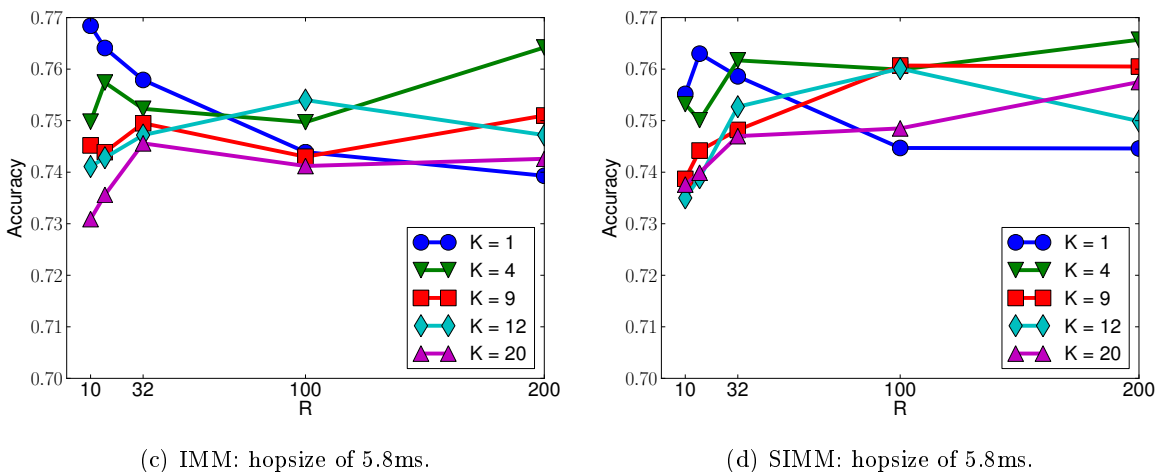 0.77
0.76
0.75
0.74
0.73
0.72
0.71
0.70
Accuracy
10 32 100 200
R
K = 1
K = 4
K = 9
K = 12
K = 20
(c) IMM: hopsize of 5.8ms.
0.77
0.76
0.75
0.74
0.73
0.72
0.71
0.70
Accuracy
10 32 100 200
R
K = 1
K = 4
K = 9
K = 12
K = 20
(d) SIMM: hopsize of 5.8ms.